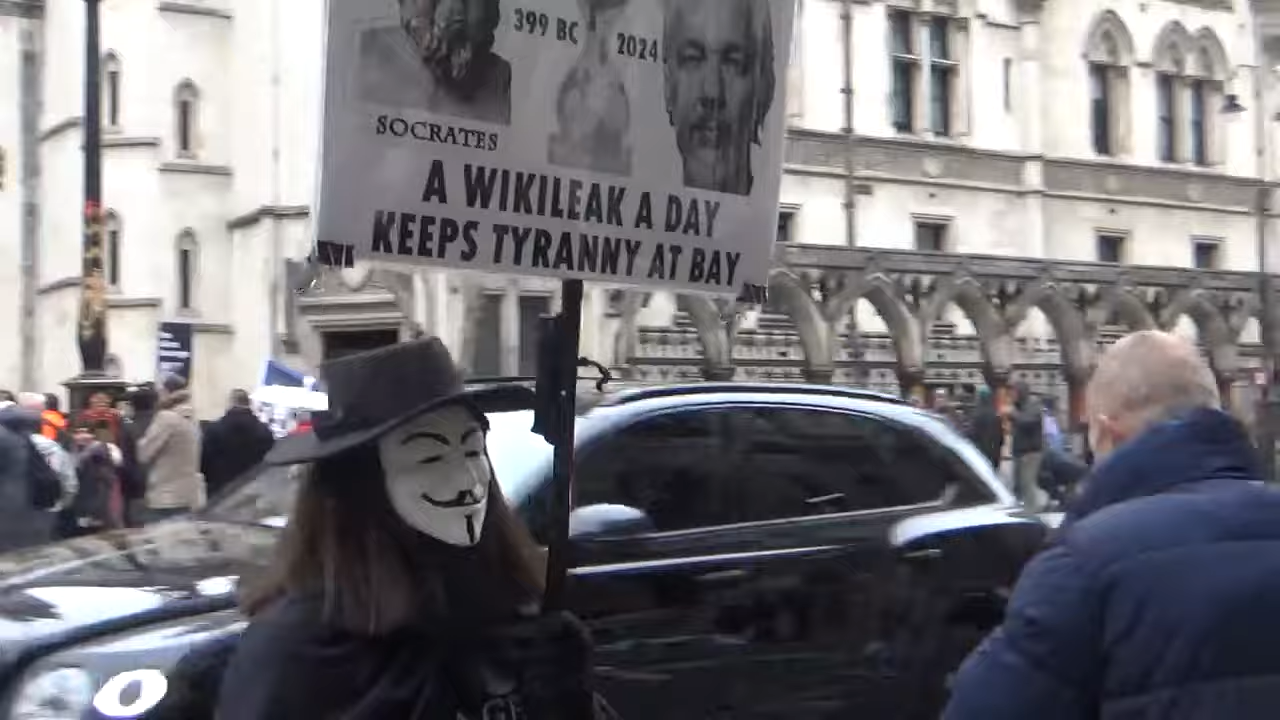 399 BC
2024
SOCRATES
A WIKILEAK A DAY
KEEPS TYRANNY AT BAY